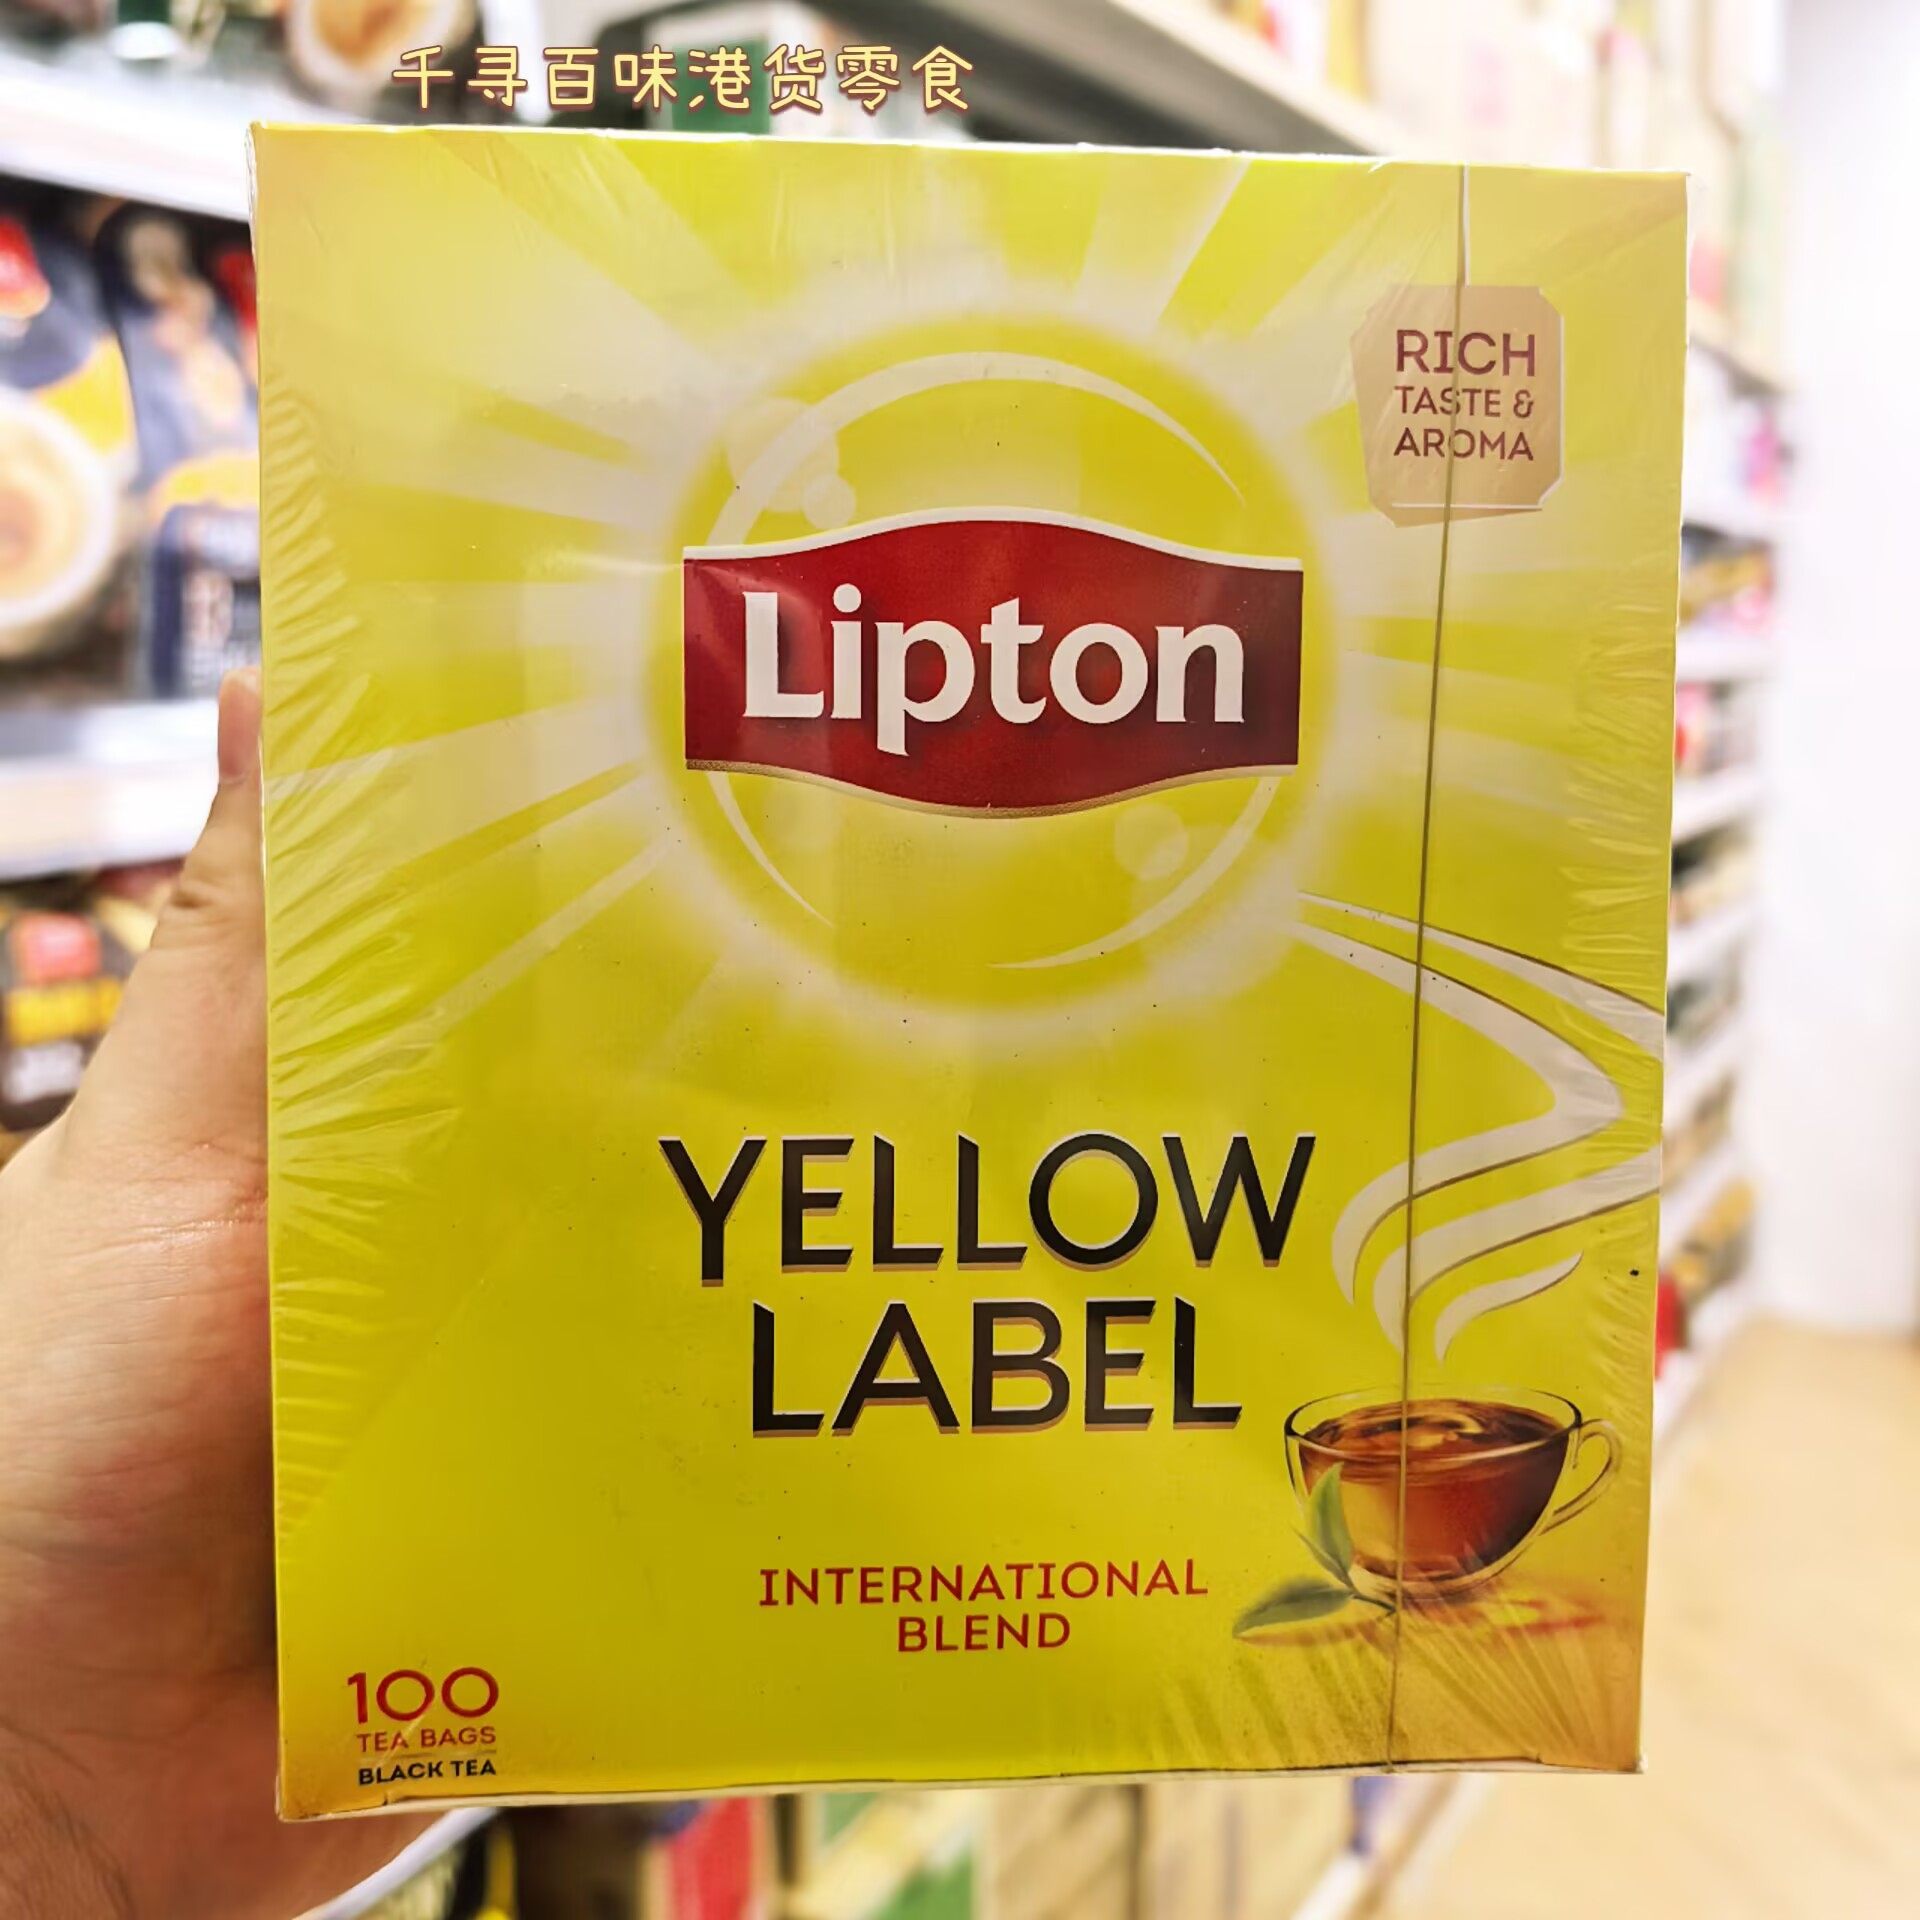 千寻百味港货零食
RICH
TASTE &
AROMA
Lipton
YELLOW
LABEL
INTERNATIONAL
BLEND
100
TEA BAGS
BLACK TEA